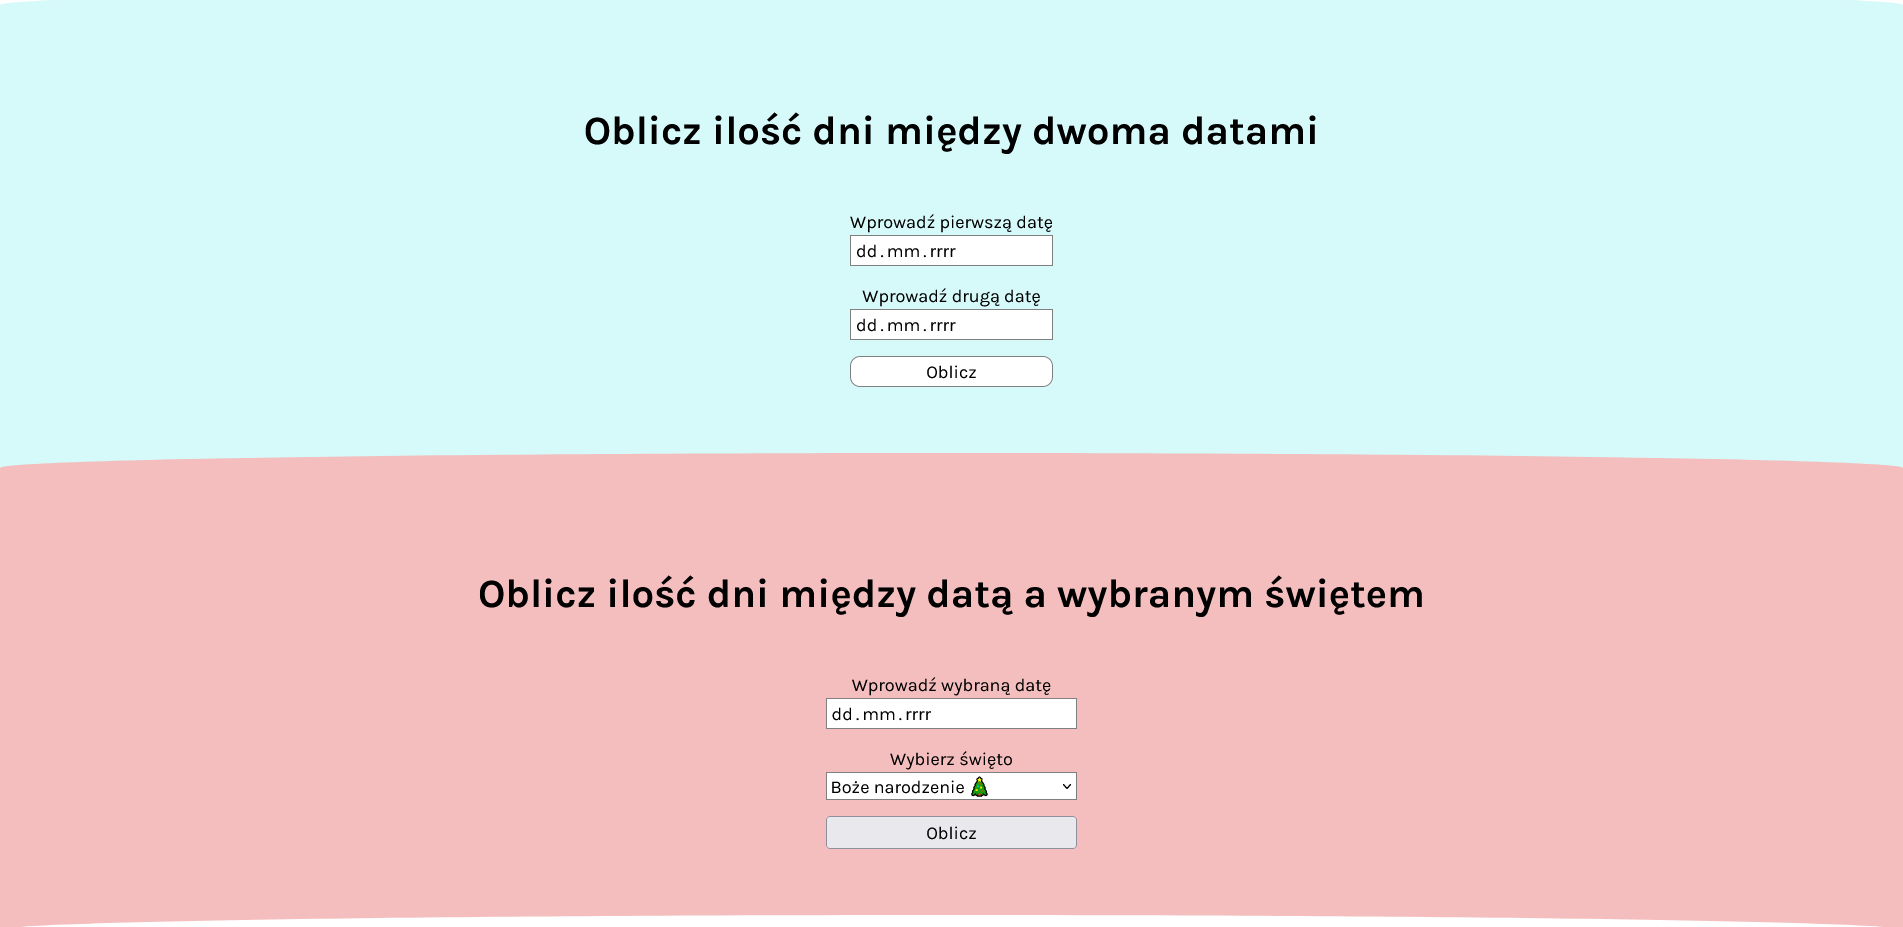 Oblicz ilość dni między dwoma datami
Wprowadź pierwszą datę
dd.mm.rrrr
Wprowadź drugą datę
dd.mm.rrrr
Oblicz
Oblicz ilość dni między datą a wybranym świętem
Wprowadź wybraną datę
dd.mm.rrrr
Wybierz święto
Boże narodzenie 🎄
Oblicz